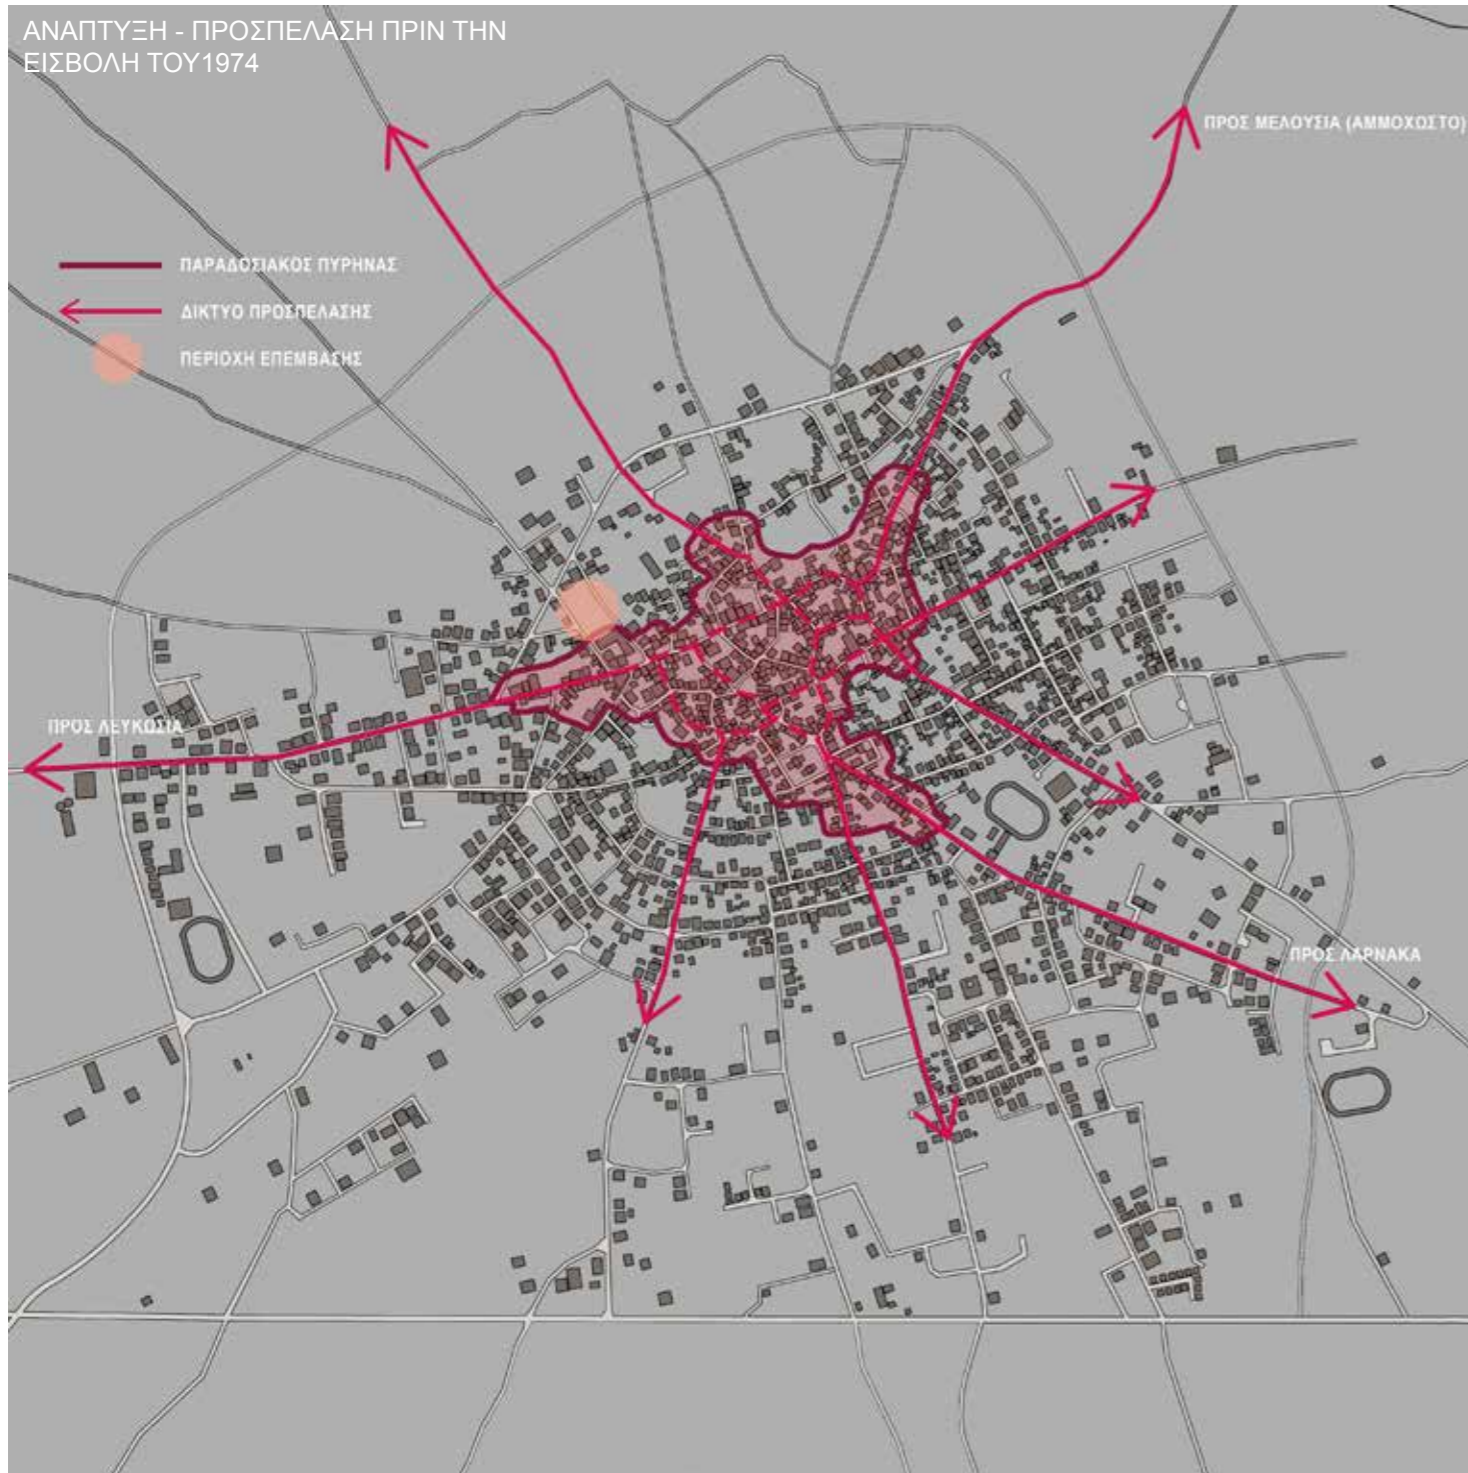 ΑΝΑΠΤΥΞΗ - ΠΡΟΣΠΕΛΑΣΗ ΠΡΙΝ ΤΗΝ
ΕΙΣΒΟΛΗ ΤΟΥ1974
ΠΡΟΣ ΜΕΛΟΥΣΙΑ (ΑΜΜΟΧΩΣΤΟ)
ΠΑΡΑΔΟΣΙΑΚΟΣ ΠΥΡΗΝΑΣ
ΔΙΚΤΥΟ ΠΡΟΣΠΕΛΑΣΗΣ
ΠΕΡΙΟΧΗ ΕΠΕΜΒΑΣΗΣ
ΠΡΟΣ ΛΕΥΚΩΣΙΑ
ΠΡΟΣ ΛΑΡΝΑΚΑ